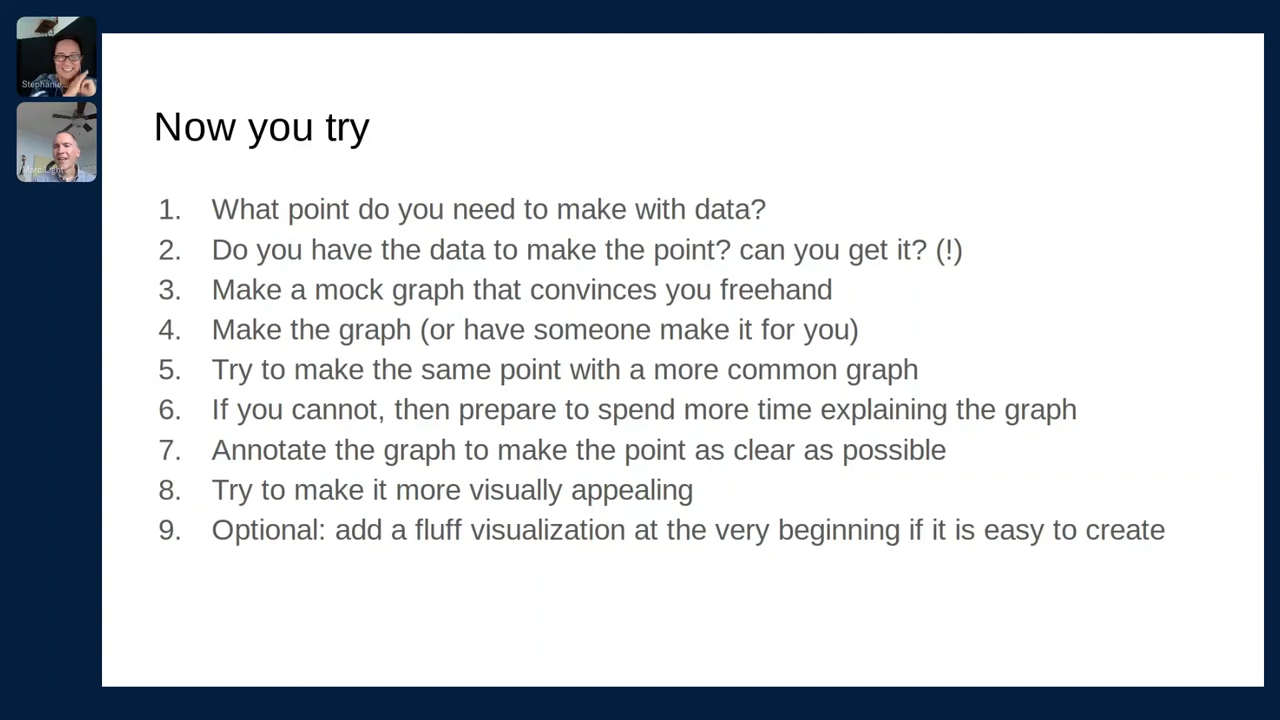 Stephanie...
Now you try
1. What point do you need to make with data?
2. Do you have the data to make the point? can you get it? (!)
3. Make a mock graph that convinces you freehand
4. Make the graph (or have someone make it for you)
5. Try to make the same point with a more common graph
6. If you cannot, then prepare to spend more time explaining the graph
7. Annotate the graph to make the point as clear as possible
8. Try to make it more visually appealing
9. Optional: add a fluff visualization at the very beginning if it is easy to create